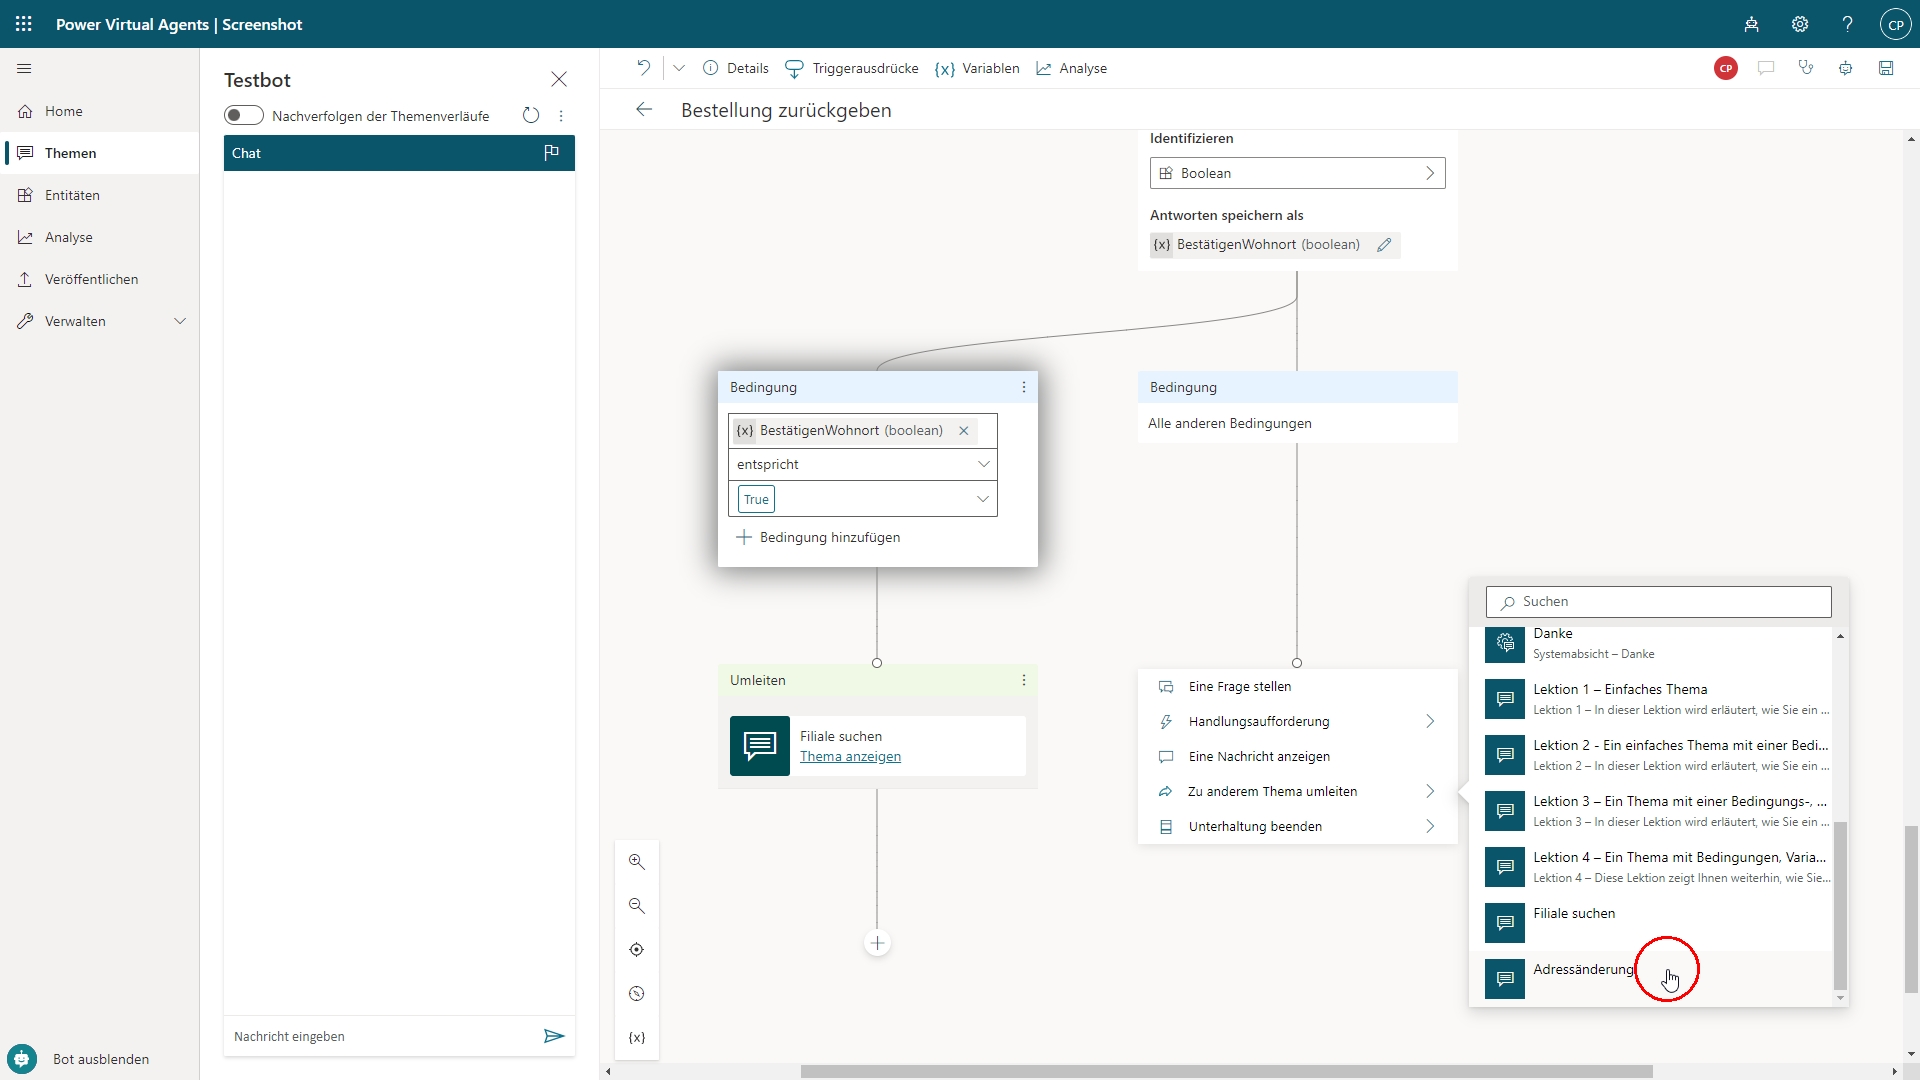 Power Virtual Agents | Screenshot
CP
Home
Themen
Entitäten
Analyse
Veröffentlichen
Verwalten
Bot ausblenden
Testbot
Nachverfolgen der Themenverläufe
Chat
Nachricht eingeben
Details
Triggerausdrücke
{x} Variablen
Analyse
CP
Bestellung zurückgeben
Identifizieren
Boolean
Antworten speichern als
{x} BestätigenWohnort (boolean)
Bedingung
{x} BestätigenWohnort (boolean)
entspricht
True
Bedingung hinzufügen
Bedingung
Alle anderen Bedingungen
Umleiten
Filiale suchen
Thema anzeigen
Eine Frage stellen
Handlungsaufforderung
Eine Nachricht anzeigen
Zu anderem Thema umleiten
Unterhaltung beenden
Suchen
Danke
Systemabsicht – Danke
Lektion 1 – Einfaches Thema
Lektion 1 – In dieser Lektion wird erläutert, wie Sie ein ...
Lektion 2 - Ein einfaches Thema mit einer Bedi...
Lektion 2 – In dieser Lektion wird erläutert, wie Sie ein ...
Lektion 3 – Ein Thema mit einer Bedingungs-, ...
Lektion 3 – In dieser Lektion wird erläutert, wie Sie ein ...
Lektion 4 – Ein Thema mit Bedingungen, Varia...
Lektion 4 – Diese Lektion zeigt Ihnen weiterhin, wie Sie...
Filiale suchen
Adressänderung
{x}